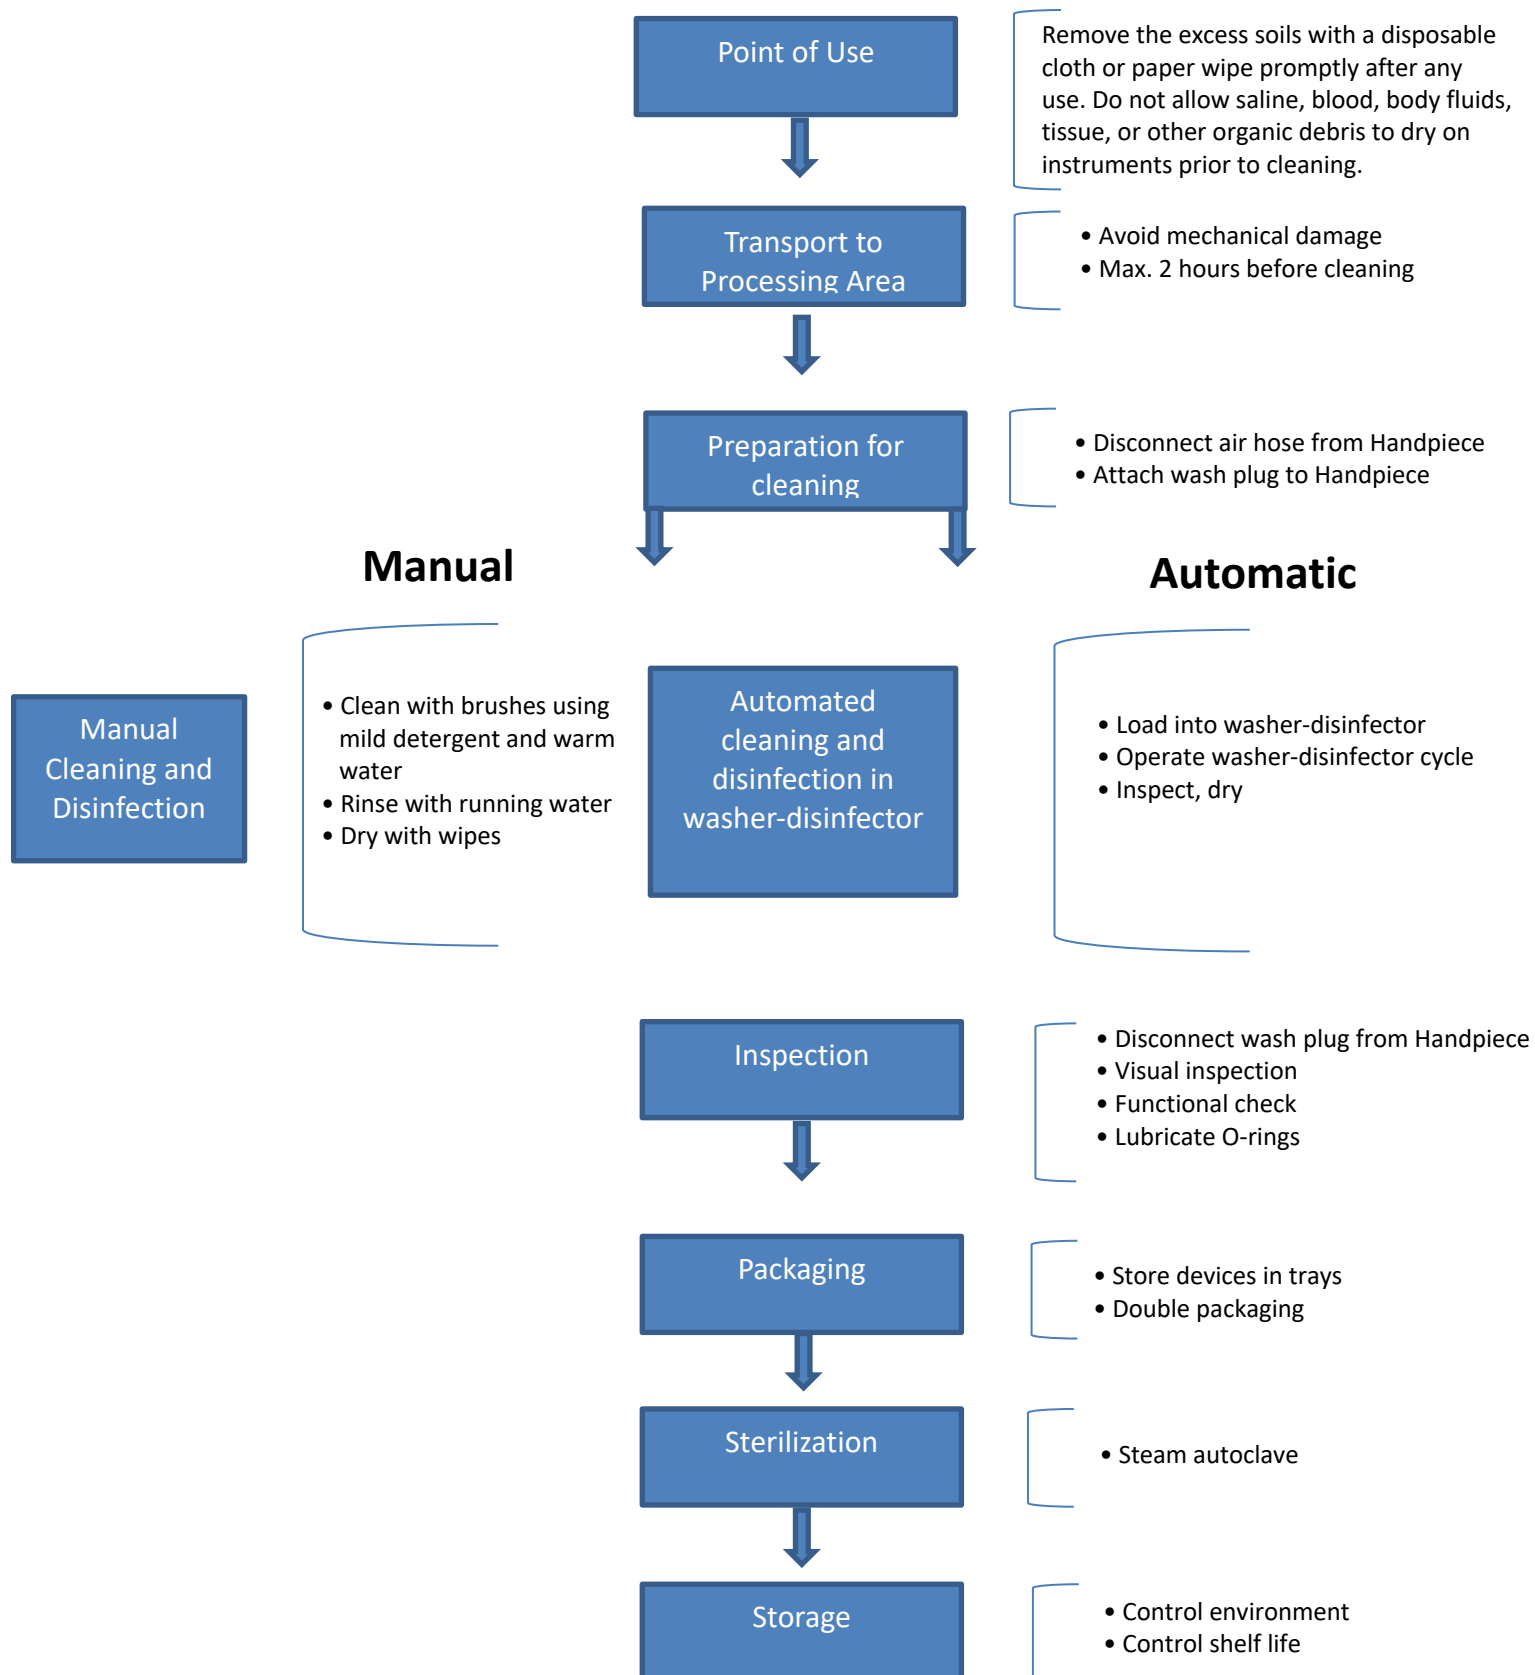 Point of Use
Remove the excess soils with a disposable
cloth or paper wipe promptly after any
use. Do not allow saline, blood, body fluids,
tissue, or other organic debris to dry on
instruments prior to cleaning.
Transport to
Processing Area
• Avoid mechanical damage
• Max. 2 hours before cleaning
Preparation for
cleaning
• Disconnect air hose from Handpiece
• Attach wash plug to Handpiece
Manual
Automatic
Manual
Cleaning and
Disinfection
• Clean with brushes using
mild detergent and warm
water
• Rinse with running water
• Dry with wipes
Automated
cleaning and
disinfection in
washer-disinfector
• Load into washer-disinfector
• Operate washer-disinfector cycle
• Inspect, dry
Inspection
• Disconnect wash plug from Handpiece
• Visual inspection
• Functional check
• Lubricate O-rings
Packaging
• Store devices in trays
• Double packaging
Sterilization
• Steam autoclave
Storage
• Control environment
• Control shelf life